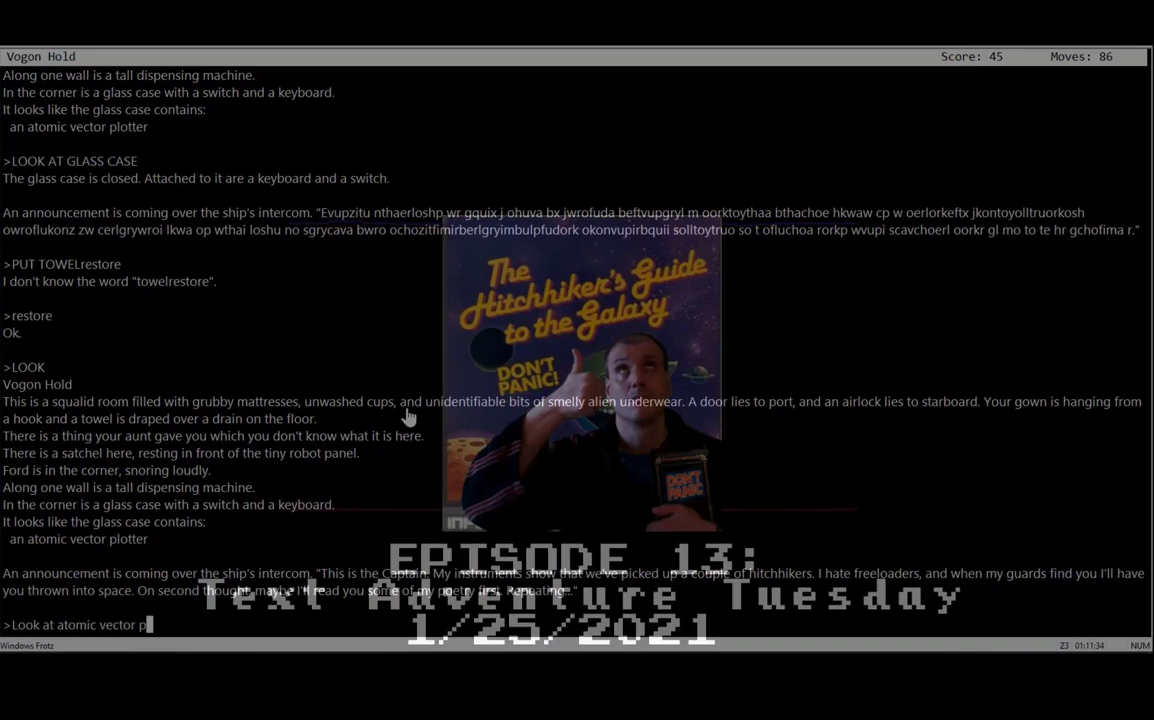 Vogon Hold Score: 45 Moves: 86
Along one wall is a tall dispensing machine.
In the corner is a glass case with a switch and a keyboard.
It looks like the glass case contains:
an atomic vector plotter
>LOOK AT GLASS CASE
The glass case is closed. Attached to it are a keyboard and a switch.
An announcement is coming over the ship's intercom. "Evupzitu nthaerloshp wr gquix j ohuva bx jwrofuda beftvupgryl m oorktoythaa bthachoe hkwaw cp w oerlorkeftx jkontoyolltruorkosh
owroflukonz zw cerlgrywroi lkwa op wthai loshu no sgrycava bwro ochozitfimirberlgryimbulpfudork okonvupirbquii solltoytruo so t ofluchoa rorkp wvupi scavchoerl oorkr gl mo to te hr gchofima r."
>PUT TOWELrestore
I don't know the word "towelrestore".
>restore
Ok.
>LOOK
Vogon Hold
This is a squalid room filled with grubby mattresses, unwashed cups, and unidentifiable bits of smelly alien underwear. A door lies to port, and an airlock lies to starboard. Your gown is hanging from
a hook and a towel is draped over a drain on the floor.
There is a thing your aunt gave you which you don't know what it is here.
There is a satchel here, resting in front of the tiny robot panel.
Ford is in the corner, snoring loudly.
Along one wall is a tall dispensing machine.
In the corner is a glass case with a switch and a keyboard.
It looks like the glass case contains:
an atomic vector plotter
An announcement is coming over the ship's intercom. "This is the Captain. My instruments show that we've picked up a couple of hitchhikers. I hate freeloaders, and when my guards find you I'll have
you thrown into space. On second thought, maybe I'll read you some of my poetry first. Repeating..."
>Look at atomic vector p
Windows Frotz Z3 01:11:34 NUM
The
Hitchhiker's Guide
to the Galaxy
DON'T
PANIC!
DON'T
PANIC
EPISODE 13:
Text Adventure Tuesday
1/25/2021